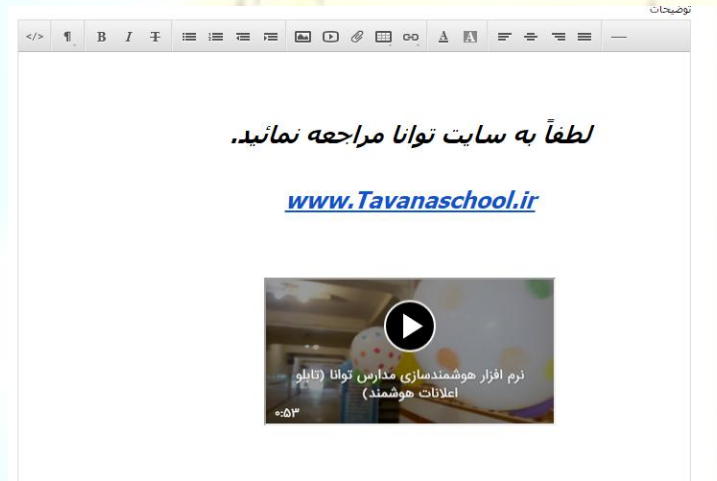 توضیحات
لطفاً به سایت توانا مراجعه نمائید.
www.Tavanaschool.ir
نرم افزار هوشمندسازی مدارس توانا (تابلو
اعلانات هوشمند)
۰:۵۳